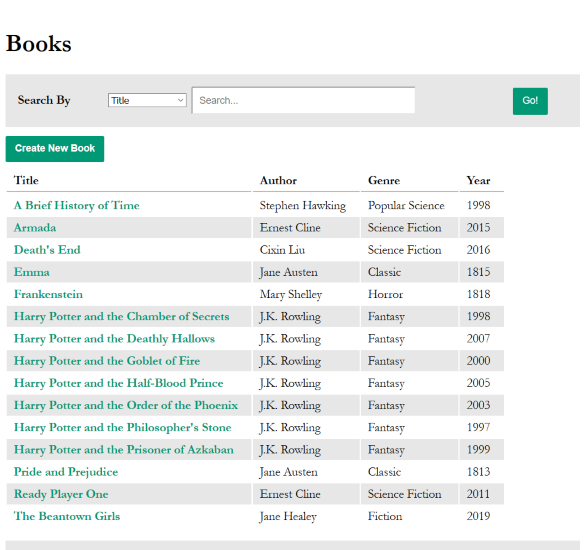 Books
Search By Title Search... Go!
Create New Book
Title Author Genre Year
A Brief History of Time Stephen Hawking Popular Science 1998
Armada Ernest Cline Science Fiction 2015
Death's End Cixin Liu Science Fiction 2016
Emma Jane Austen Classic 1815
Frankenstein Mary Shelley Horror 1818
Harry Potter and the Chamber of Secrets J.K. Rowling Fantasy 1998
Harry Potter and the Deathly Hallows J.K. Rowling Fantasy 2007
Harry Potter and the Goblet of Fire J.K. Rowling Fantasy 2000
Harry Potter and the Half-Blood Prince J.K. Rowling Fantasy 2005
Harry Potter and the Order of the Phoenix J.K. Rowling Fantasy 2003
Harry Potter and the Philosopher's Stone J.K. Rowling Fantasy 1997
Harry Potter and the Prisoner of Azkaban J.K. Rowling Fantasy 1999
Pride and Prejudice Jane Austen Classic 1813
Ready Player One Ernest Cline Science Fiction 2011
The Beantown Girls Jane Healey Fiction 2019